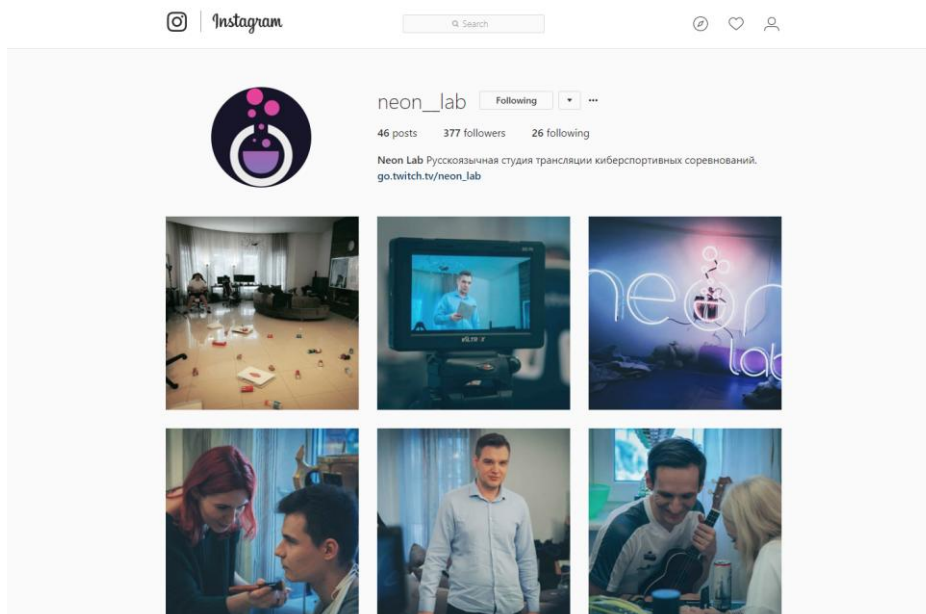 Instagram
Search
neon__lab Following
46 posts 377 followers 26 following
Neon Lab Русскоязычная студия трансляции киберспортивных соревнований.
go.twitch.tv/neon_lab
VILTROX
neon
lab